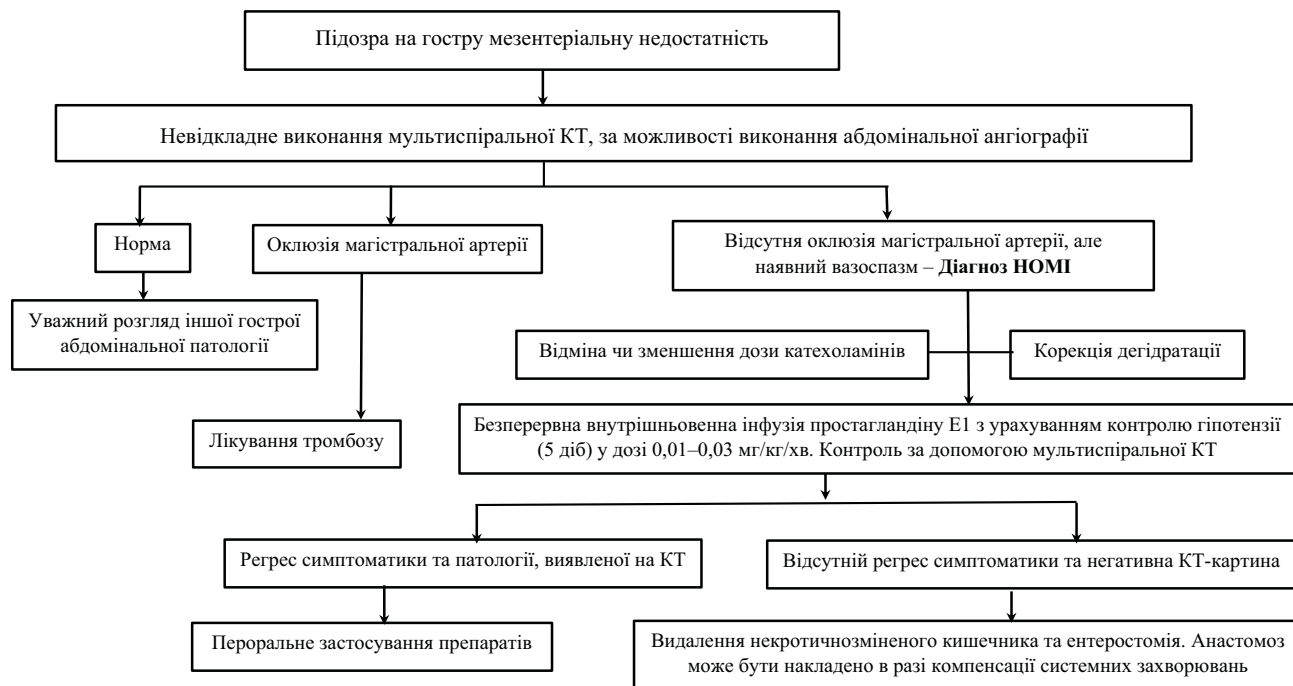 Підозра на гостру мезентеріальну недостатність
Невідкладне виконання мультиспіральної КТ, за можливості виконання абдомінальної ангіографії
Норма
Оклюзія магістральної артерії
Відсутня оклюзія магістральної артерії, але
наявний вазоспазм – Діагноз НОМІ
Уважний розгляд іншої гострої
абдомінальної патології
Відміна чи зменшення дози катехоламінів
Корекція дегідратації
Лікування тромбозу
Безперервна внутрішньовенна інфузія простагландіну Е1 з урахуванням контролю гіпотензії
(5 діб) у дозі 0,01–0,03 мг/кг/хв. Контроль за допомогою мультиспіральної КТ
Регрес симптоматики та патології, виявленої на КТ
Відсутній регрес симптоматики та негативна КТ-картина
Пероральне застосування препаратів
Видалення некротичнозміненого кишечника та ентеростомія. Анастомоз
може бути накладено в разі компенсації системних захворювань